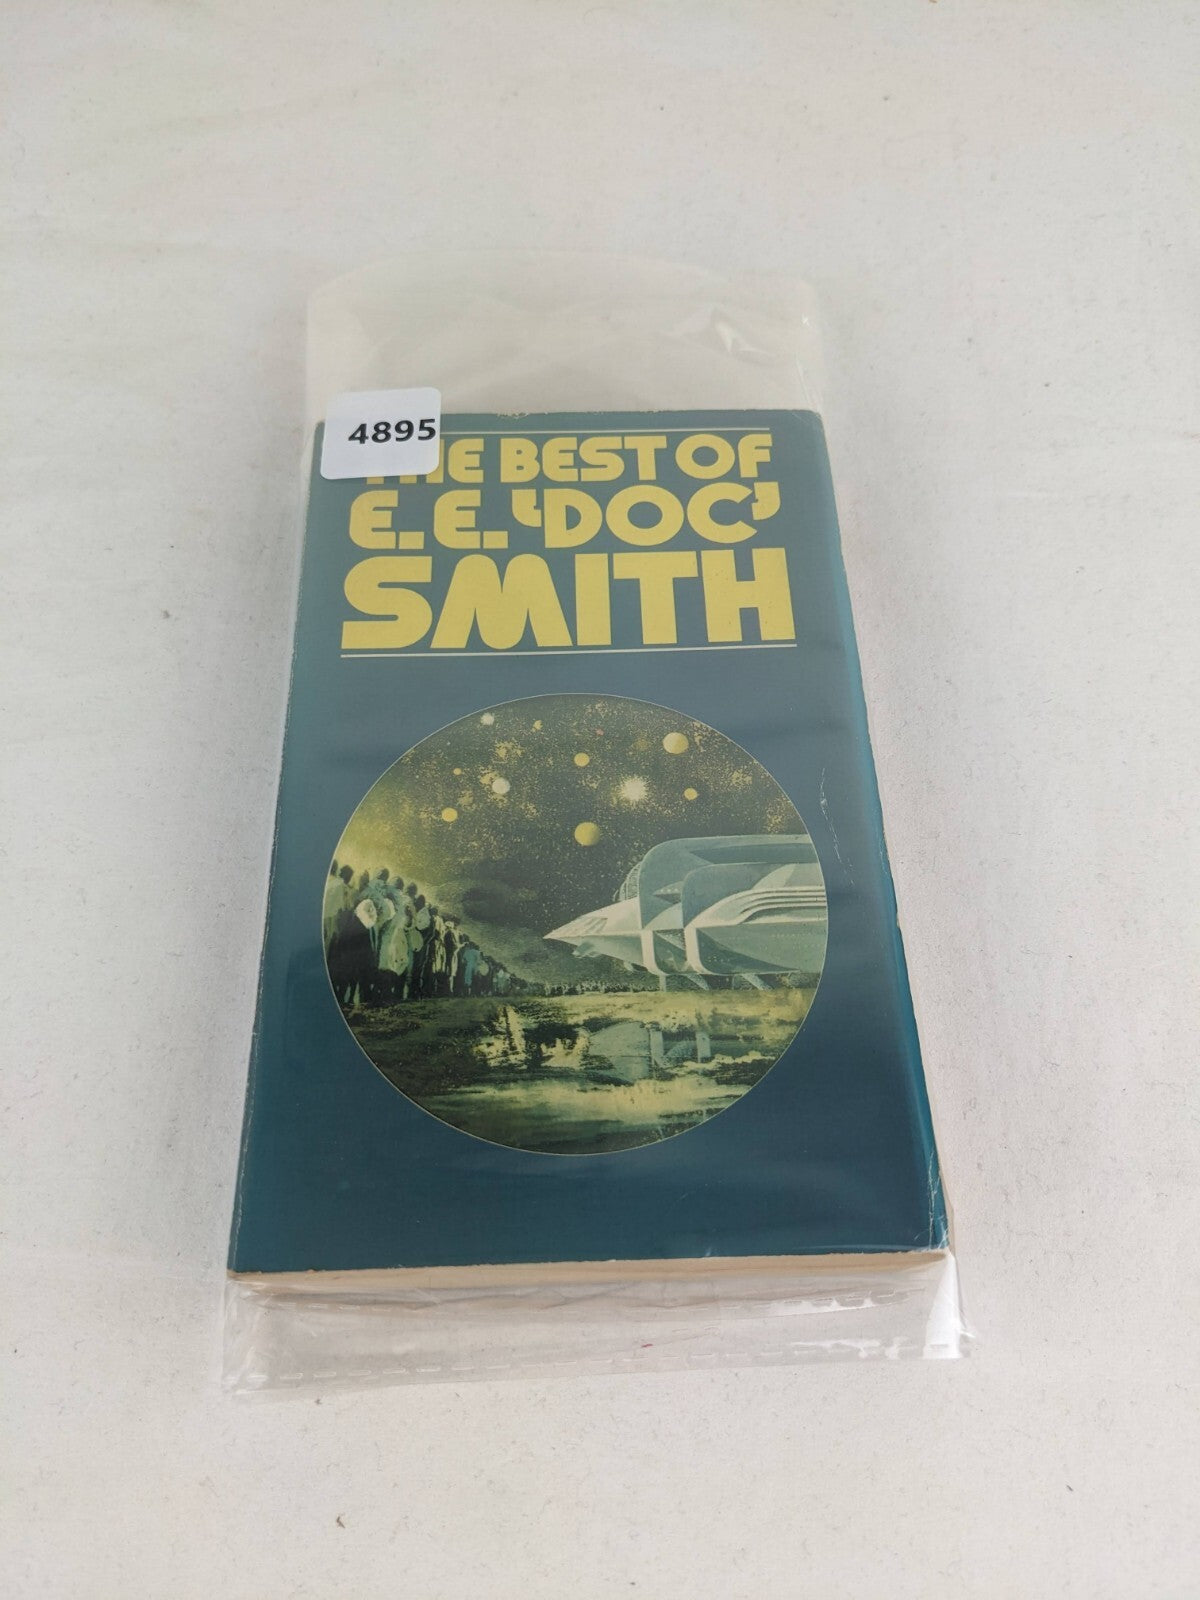 4895
THE BEST OF
E. E. 'DOC'
SMITH